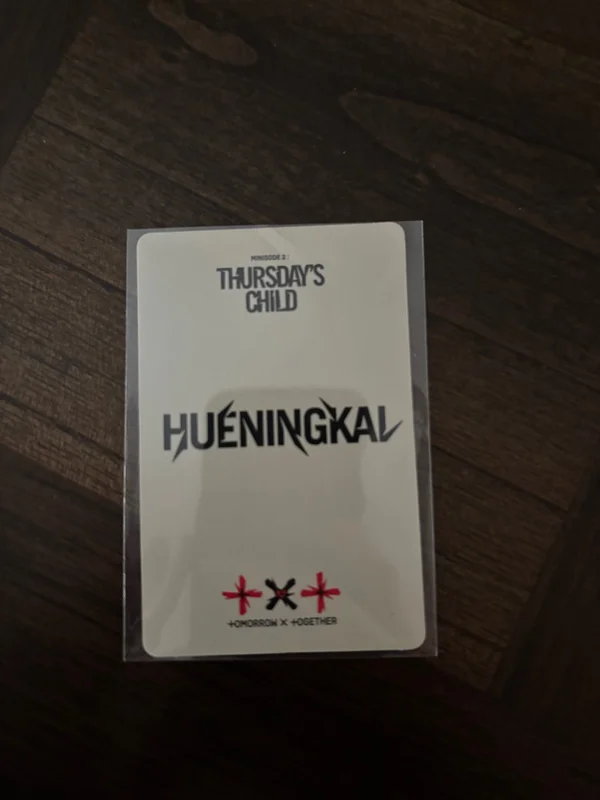 MINISODE 2:
THURSDAY'S
CHILD
HUENINGKAI
TOMORROW X TOGETHER